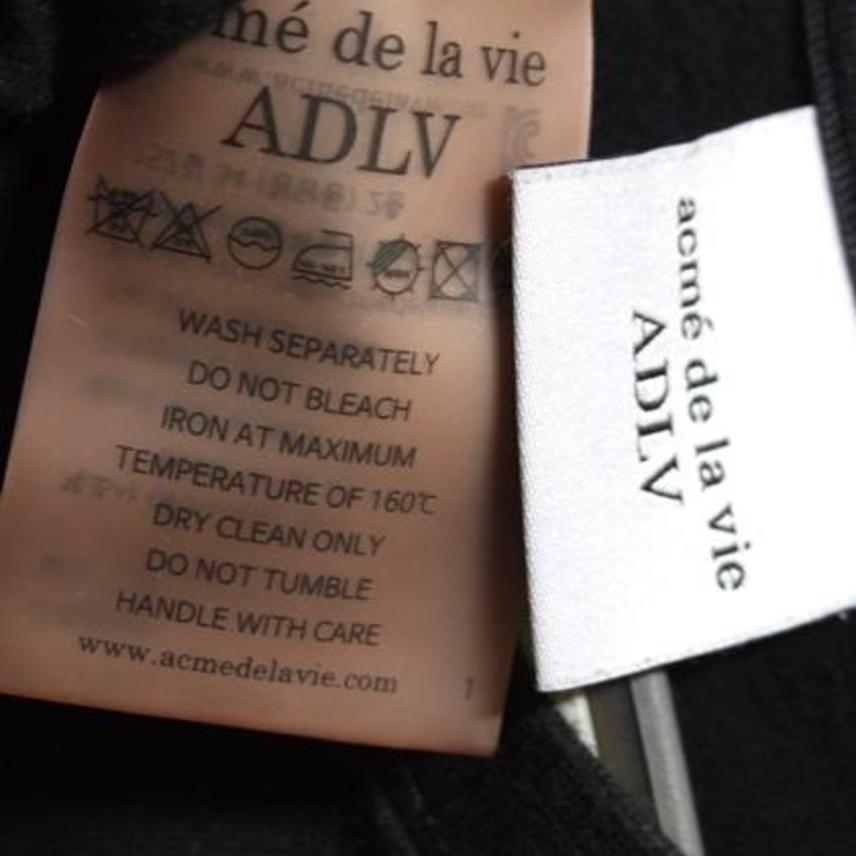 mé de la vie
ADLV
WASH SEPARATELY
DO NOT BLEACH
IRON AT MAXIMUM
TEMPERATURE OF 160℃
DRY CLEAN ONLY
DO NOT TUMBLE
HANDLE WITH CARE
www.acmedelavie.com
1
acmé de la vie
ADLV